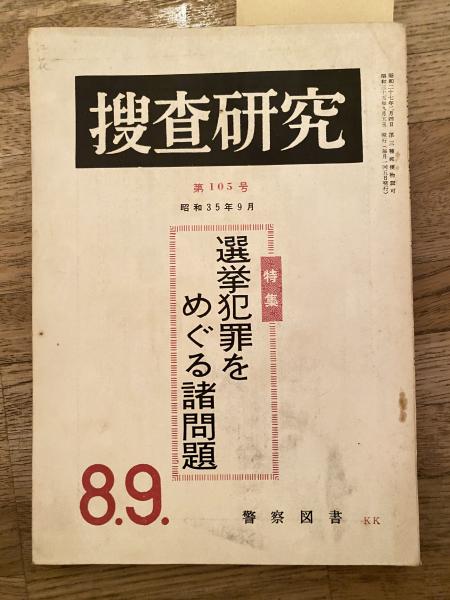 捜査研究
第105号
昭和35年9月
特集
選挙犯罪を
めぐる諸問題
8.9.
警察図書 KK